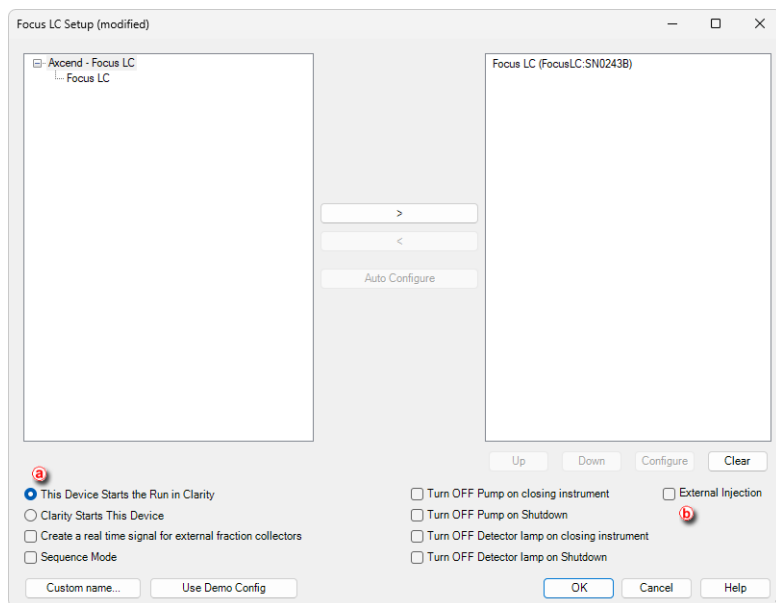 Focus LC Setup (modified)
Axcend - Focus LC
Focus LC
Focus LC (FocusLC:SN0243B)
>
<
Auto Configure
Up
Down
Configure
Clear
a
This Device Starts the Run in Clarity
Clarity Starts This Device
Create a real time signal for external fraction collectors
Sequence Mode
Turn OFF Pump on closing instrument
Turn OFF Pump on Shutdown
Turn OFF Detector lamp on closing instrument
Turn OFF Detector lamp on Shutdown
External Injection
b
Custom name...
Use Demo Config
OK
Cancel
Help